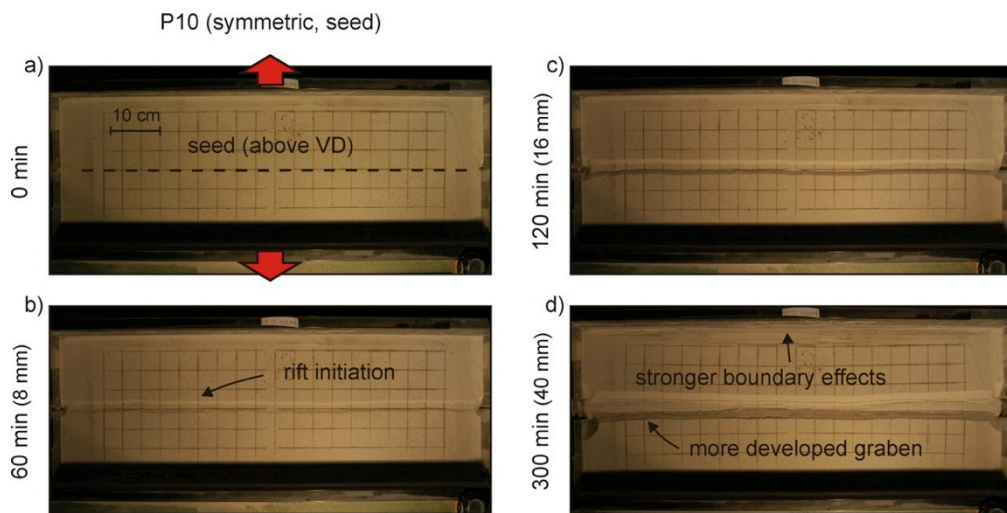 P10 (symmetric, seed)
a)
0 min
10 cm
seed (above VD)
b)
60 min (8 mm)
rift initiation
c)
120 min (16 mm)
d)
300 min (40 mm)
stronger boundary effects
more developed graben